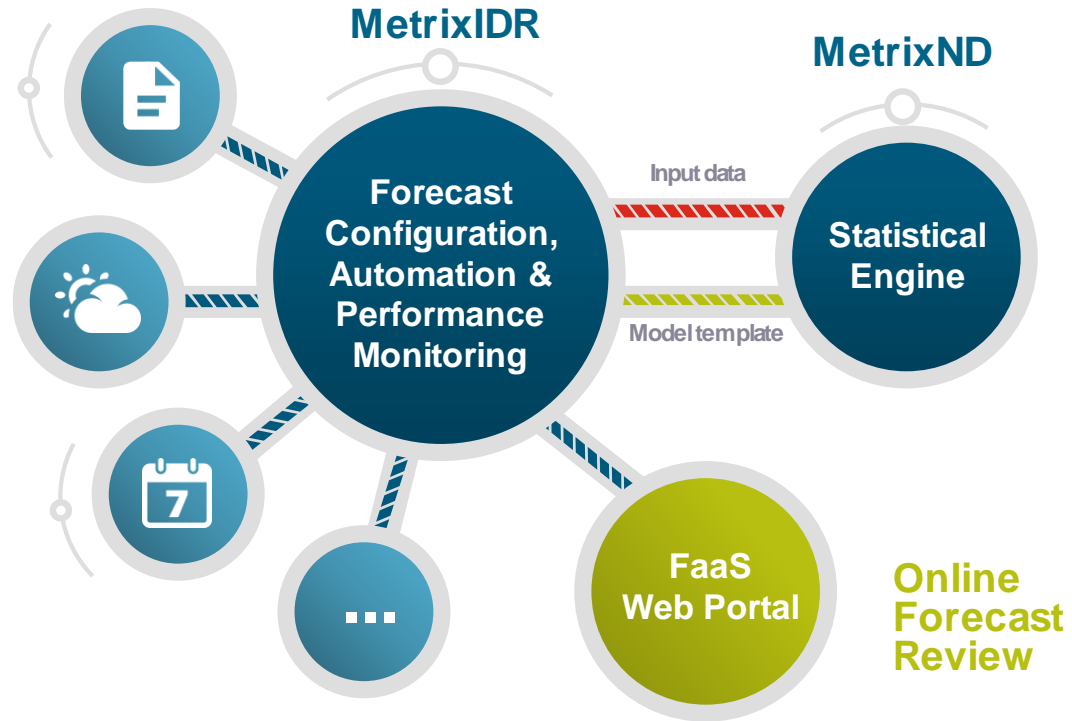 MetrixIDR
MetrixND
Forecast
Configuration,
Automation &
Performance
Monitoring
Input data
Model template
Statistical
Engine
7
...
FaaS
Web Portal
Online
Forecast
Review